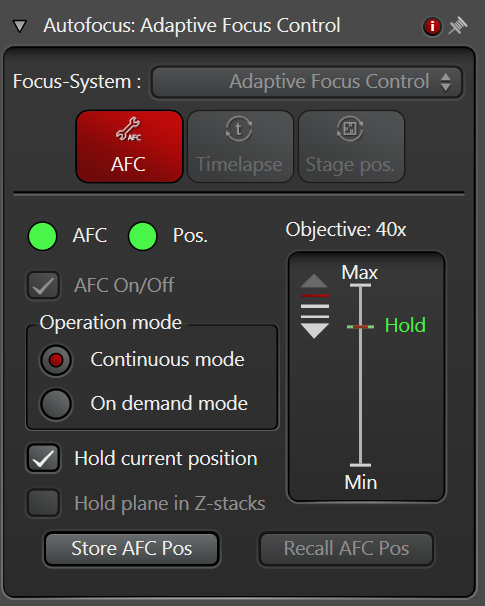 Autofocus: Adaptive Focus Control
i
Focus-System : Adaptive Focus Control
AFC
AFC
t
Timelapse
Stage pos.
AFC Pos.
Objective: 40x
AFC On/Off
Max
Operation mode
Hold
Continuous mode
On demand mode
Hold current position
Min
Hold plane in Z-stacks
Store AFC Pos Recall AFC Pos